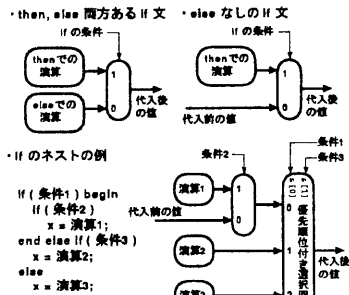 ・then, else 両方ある if 文
if の条件
thenでの
演算
1
elseでの
演算
0
代入後
の値
・else なしの if 文
if の条件
thenでの
演算
1
0
代入前の値
代入後
の値
・if のネストの例
if ( 条件1 ) begin
if ( 条件2 )
x = 演算1;
end else if ( 条件3 )
x = 演算2;
else
x = 演算3;
条件2
演算1
1
代入前の値
0
条件1
条件3
s[1]
s[0]
0
優先順位付き選択回
演算2
1
代入後
の値
演算3
2